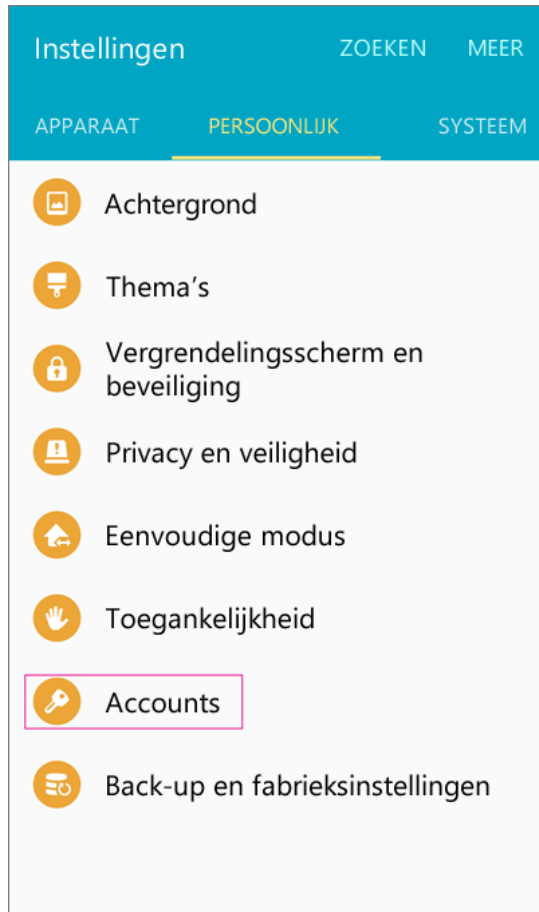 Instellingen ZOEKEN MEER
APPARAAT PERSOONLIJK SYSTEEM
Achtergrond
Thema's
Vergrendelingsscherm en
beveiliging
Privacy en veiligheid
Eenvoudige modus
Toegankelijkheid
Accounts
Back-up en fabrieksinstellingen